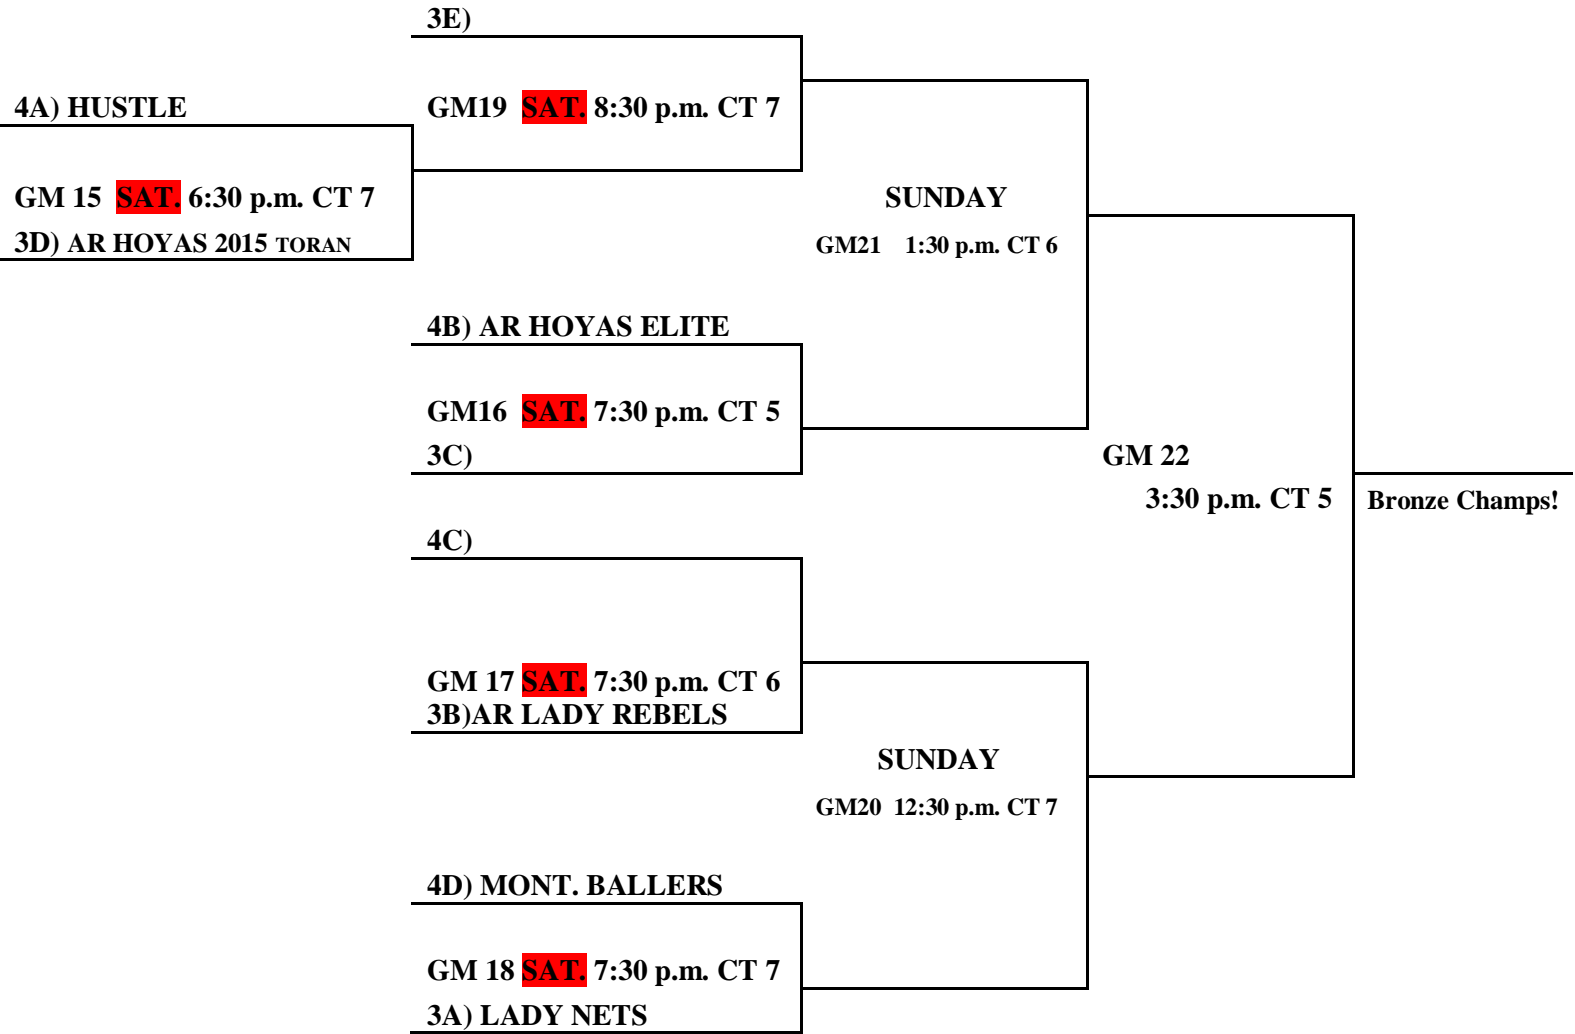 3E)
4A) HUSTLE
GM19 SAT. 8:30 p.m. CT 7
GM 15 SAT. 6:30 p.m. CT 7
3D) AR HOYAS 2015 TORAN
SUNDAY
GM21 1:30 p.m. CT 6
4B) AR HOYAS ELITE
GM16 SAT. 7:30 p.m. CT 5
3C)
GM 22
3:30 p.m. CT 5
Bronze Champs!
4C)
GM 17 SAT. 7:30 p.m. CT 6
3B)AR LADY REBELS
SUNDAY
GM20 12:30 p.m. CT 7
4D) MONT. BALLERS
GM 18 SAT. 7:30 p.m. CT 7
3A) LADY NETS